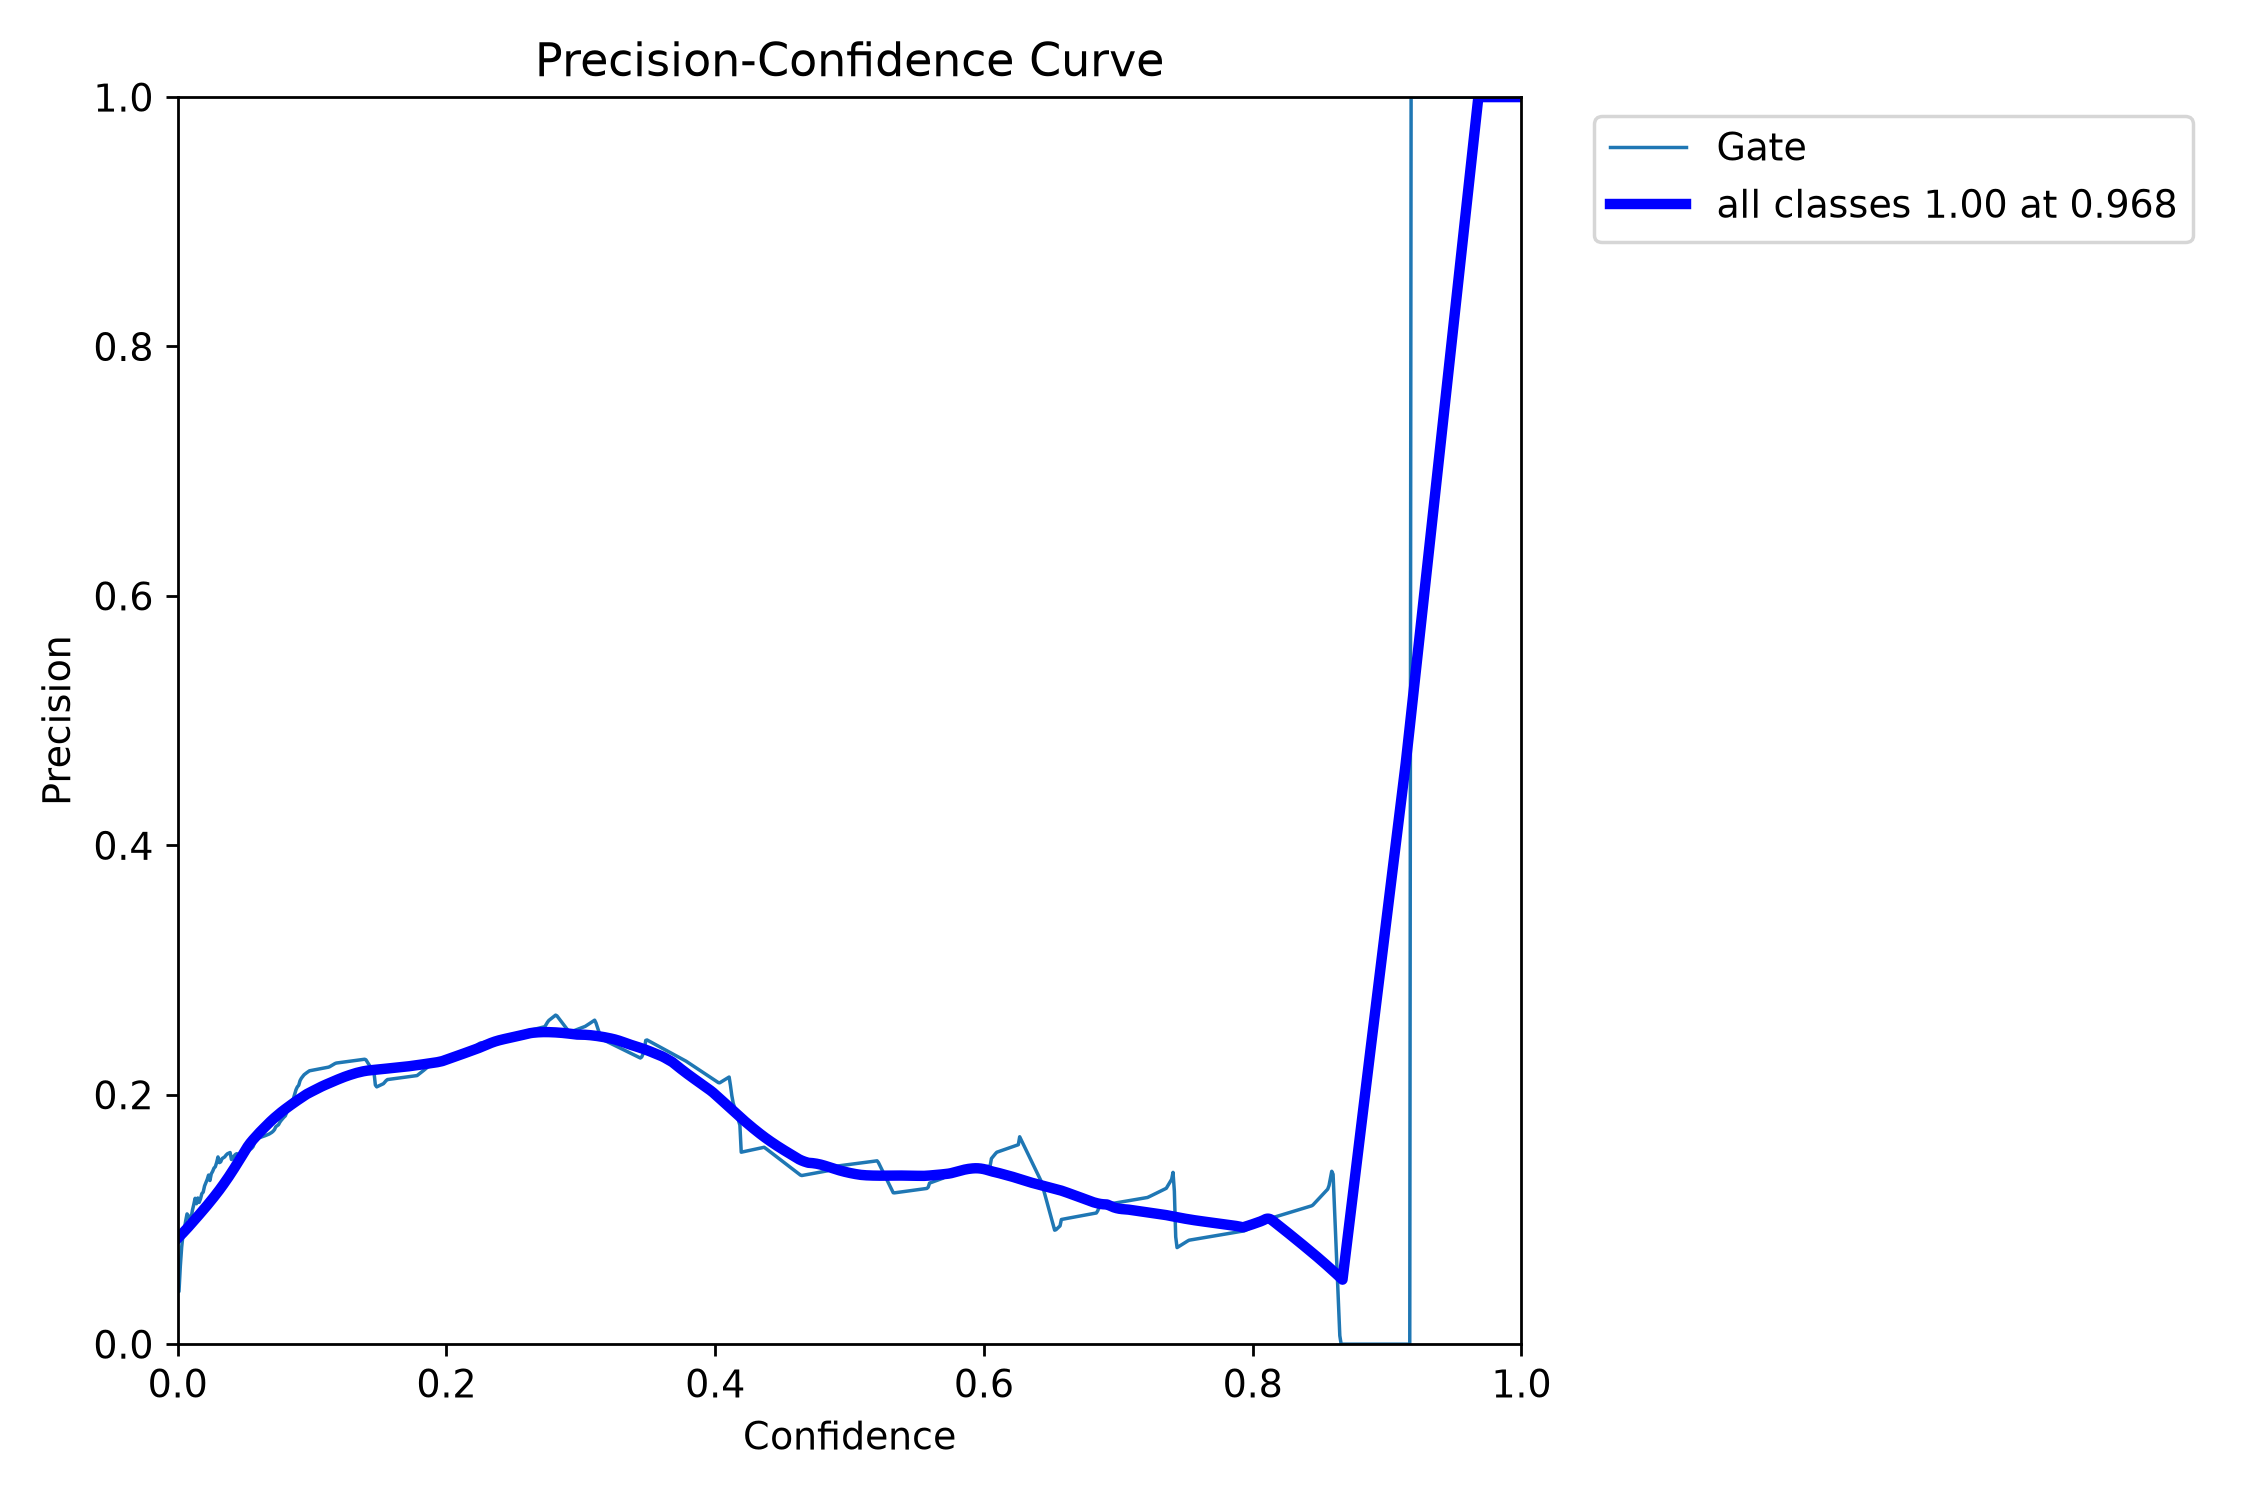 Precision-Confidence Curve
1.0
0.8
0.6
0.4
0.2
0.0
Precision
0.0 0.2 0.4 0.6 0.8 1.0
Confidence
Gate
all classes 1.00 at 0.968